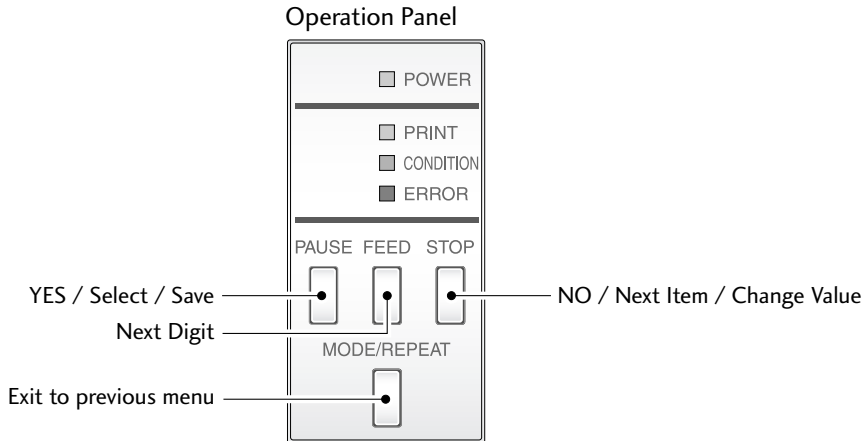 Operation Panel
POWER
PRINT
CONDITION
ERROR
PAUSE FEED STOP
YES / Select / Save
NO / Next Item / Change Value
Next Digit
MODE/REPEAT
Exit to previous menu